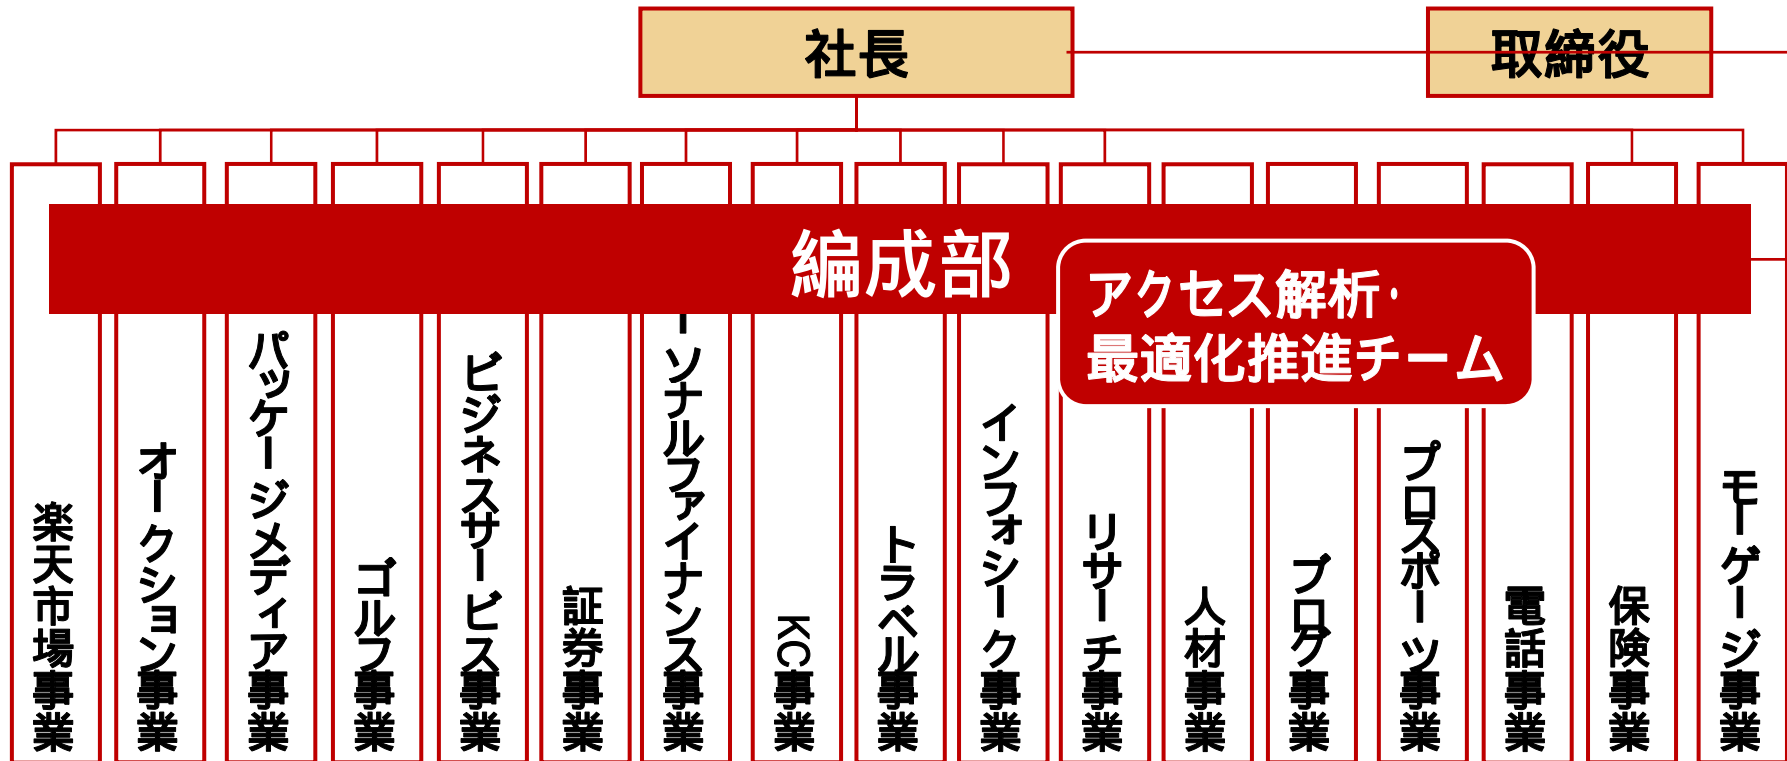 社長
取締役
編成部
アクセス解析・
最適化推進チーム
楽天市場事業
オークション事業
パッケージメディア事業
ゴルフ事業
ビジネスサービス事業
証券事業
ーソナルファイナンス事業
KC事業
トラベル事業
インフォシーク事業
リサーチ事業
人材事業
ブログ事業
プロスポーツ事業
電話事業
保険事業
モーゲージ事業